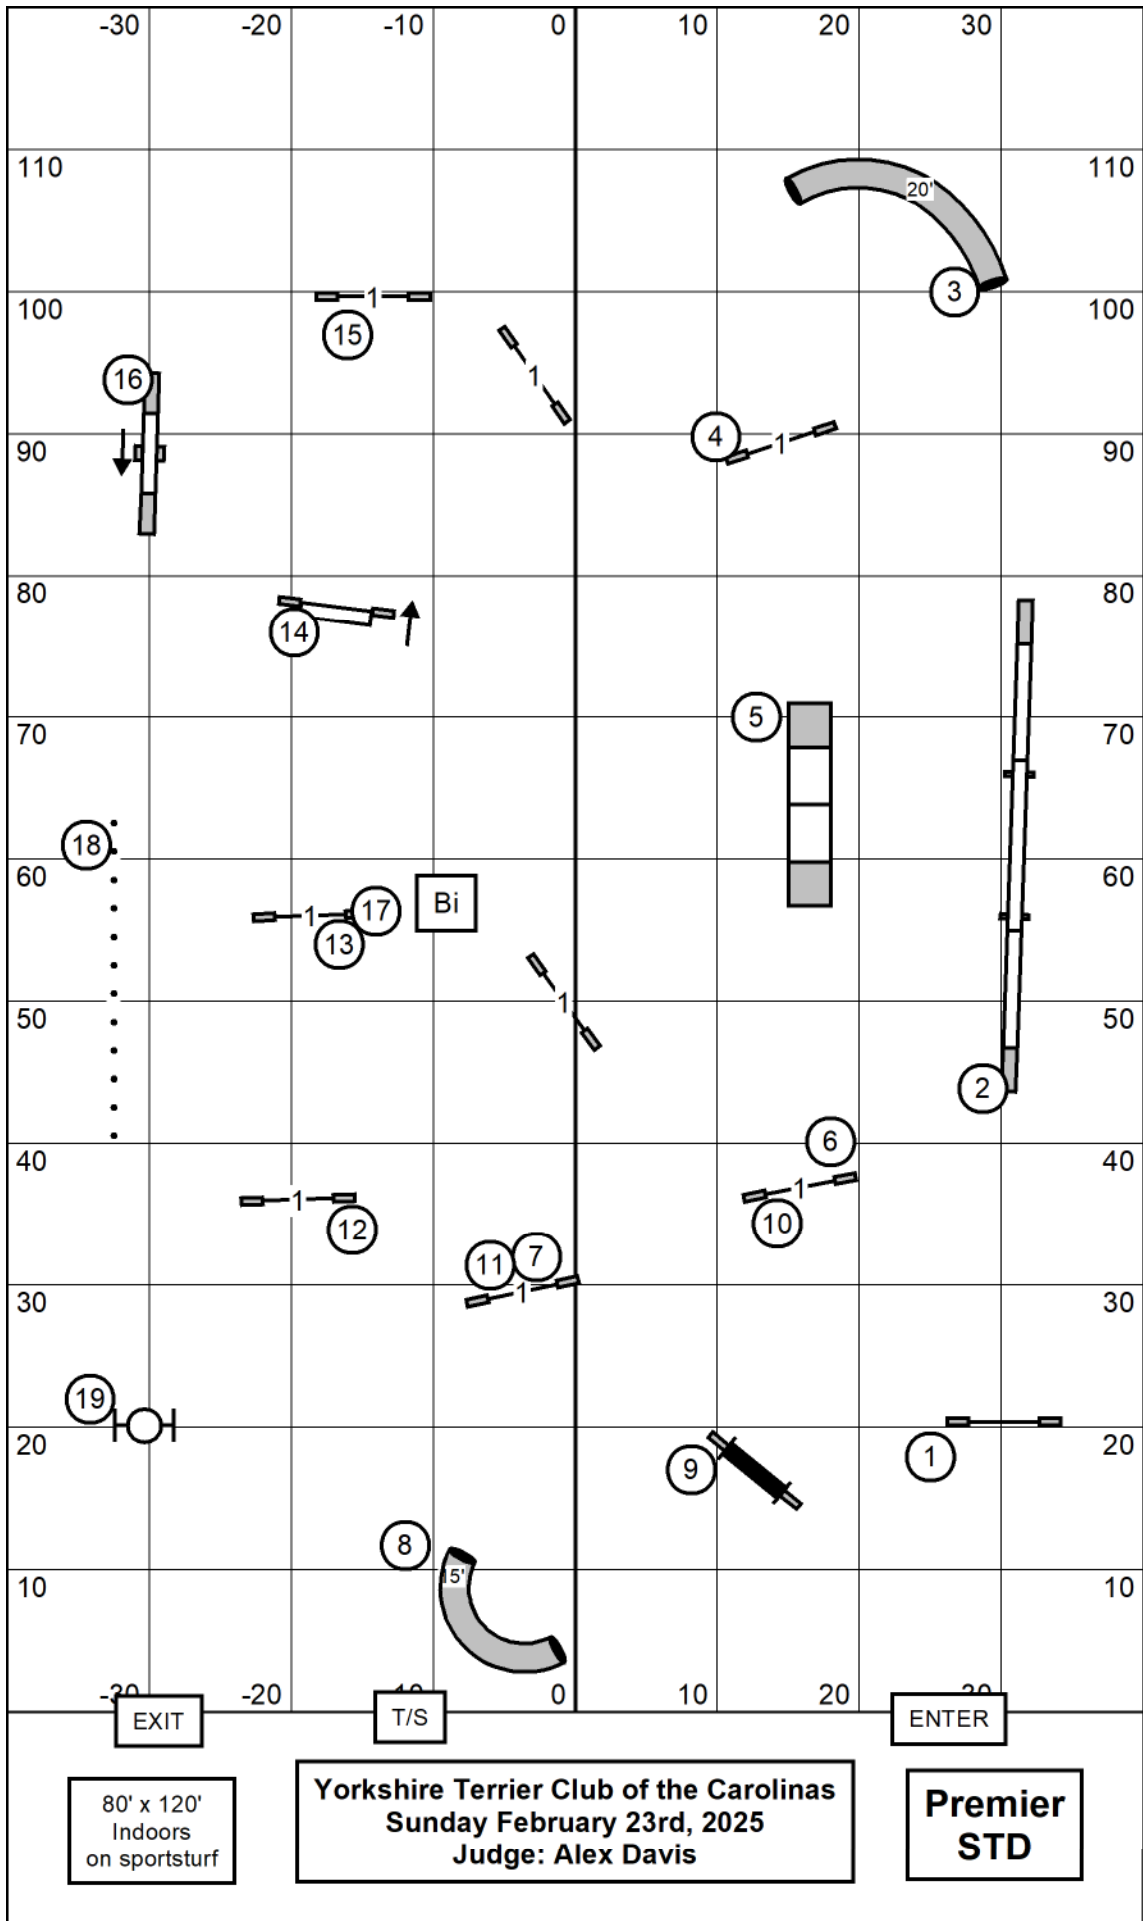 -30 -20 -10 0 10 20 30
110 110
20'
3
100 100
1
15
1
16
4
1
90 90
80 80
14
5
70 70
18
60 60
Bi
17
1
13
1
50 50
2
6
40 40
1
1
12
10
11
7
1
30 30
19
20 20
1
9
8
15'
10 10
-30 -20 -10 0 10 20 30
EXIT
T/S
ENTER
80' x 120'
Indoors
on sportsturf
Yorkshire Terrier Club of the Carolinas
Sunday February 23rd, 2025
Judge: Alex Davis
Premier
STD